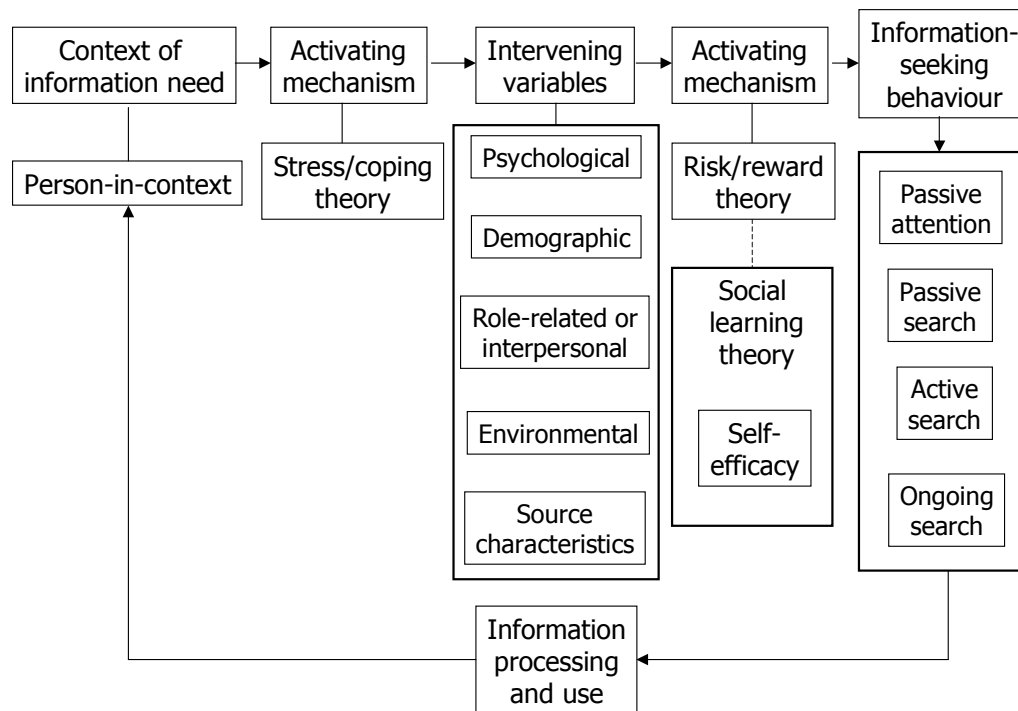 Context of
information need
Activating
mechanism
Intervening
variables
Activating
mechanism
Information-
seeking
behaviour
Person-in-context
Stress/coping
theory
Psychological
Demographic
Role-related or
interpersonal
Environmental
Source
characteristics
Risk/reward
theory
Social
learning
theory
Self-
efficacy
Passive
attention
Passive
search
Active
search
Ongoing
search
Information
processing
and use